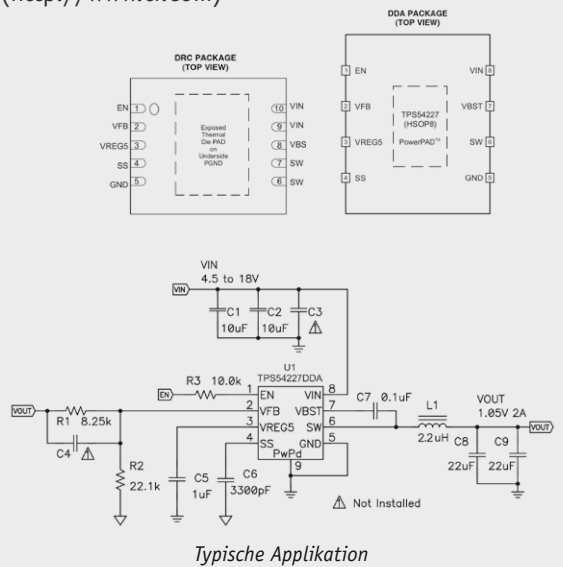 DDA PACKAGE
(TOP VIEW)
DRC PACKAGE
(TOP VIEW)
EN 1
VFB 2
VREG5 3
SS 4
GND 5
Exposed
Thermal
Die PAD
on
Underside
PGND
10 VIN
9 VIN
8 VBS
7 SW
6 SW
1 EN
2 VFB
3 VREG5
4 SS
TPS54227
(HSOP8)
PowerPAD™
VIN 8
VBST 7
SW 6
GND 5
VIN
4.5 to 18V
VIN
C1
10uF
C2
10uF
C3
U1
TPS54227DDA
EN
R3 10.0k
1 EN
2 VFB
3 VREG5
4 SS
VIN 8
VBST 7
SW 6
GND 5
PwPd
9
VOUT
R1 8.25k
C4
R2
22.1k
C5
1uF
C6
3300pF
C7 0.1uF
L1
2.2uH
VOUT
1.05V 2A
VOUT
C8
22uF
C9
22uF
Not Installed
Typische Applikation